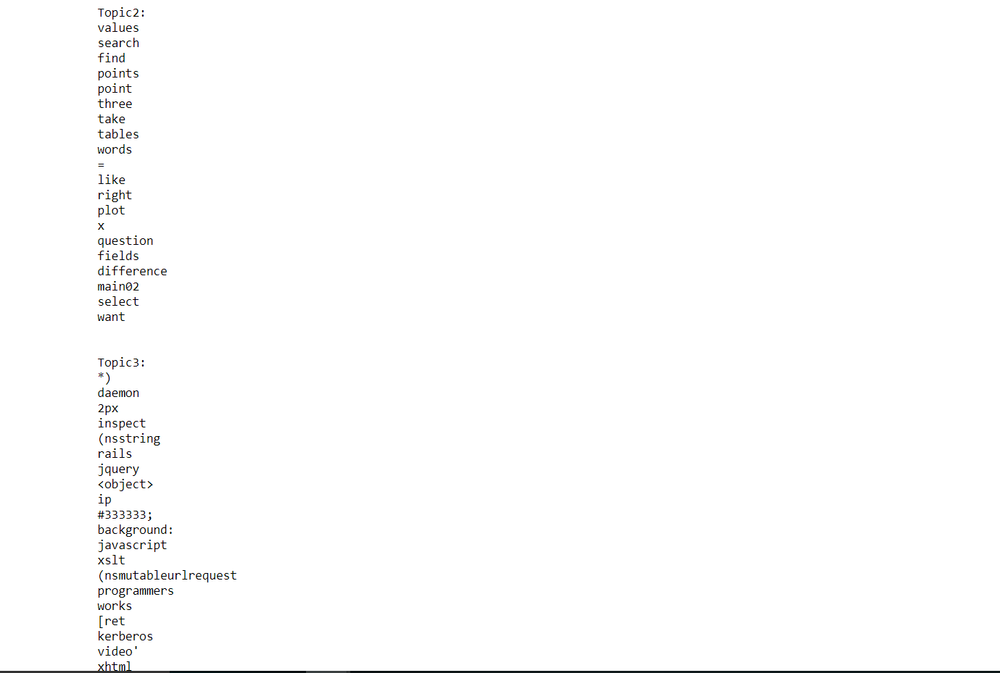 Topic2:
values
search
find
points
point
three
take
tables
words
=
like
right
plot
x
question
fields
difference
main02
select
want
Topic3:
*)
daemon
2px
inspect
(nsstring
rails
jquery
<object>
ip
#333333;
background:
javascript
xslt
(nsmutableurlrequest
programmers
works
[ret
kerberos
video'
xhtml